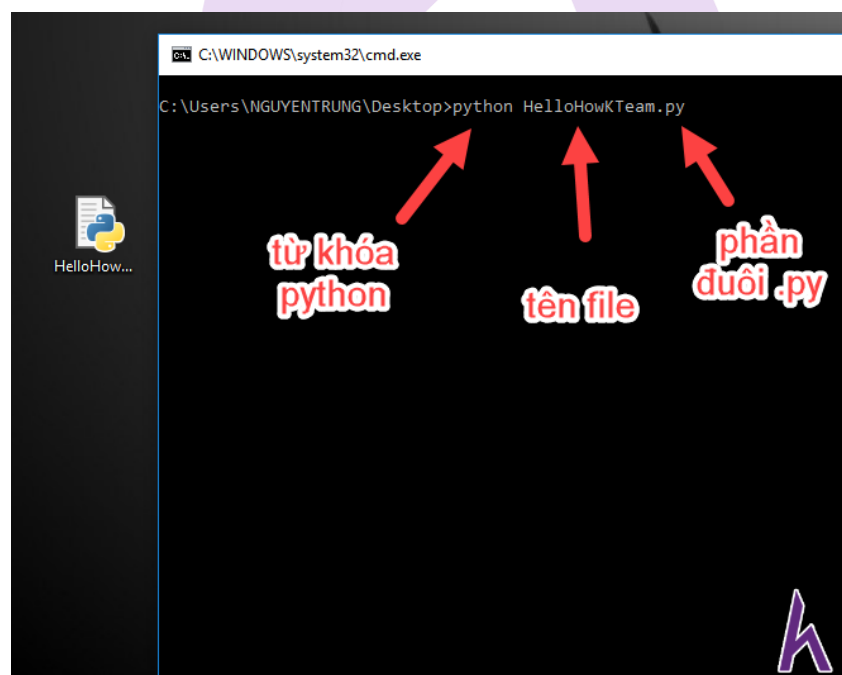 C:\WINDOWS\system32\cmd.exe
C:\Users\NGUYENTRUNG\Desktop>python HelloHowKTeam.py
HelloHow...
từ khóa
python
tên file
phần
đuôi .py